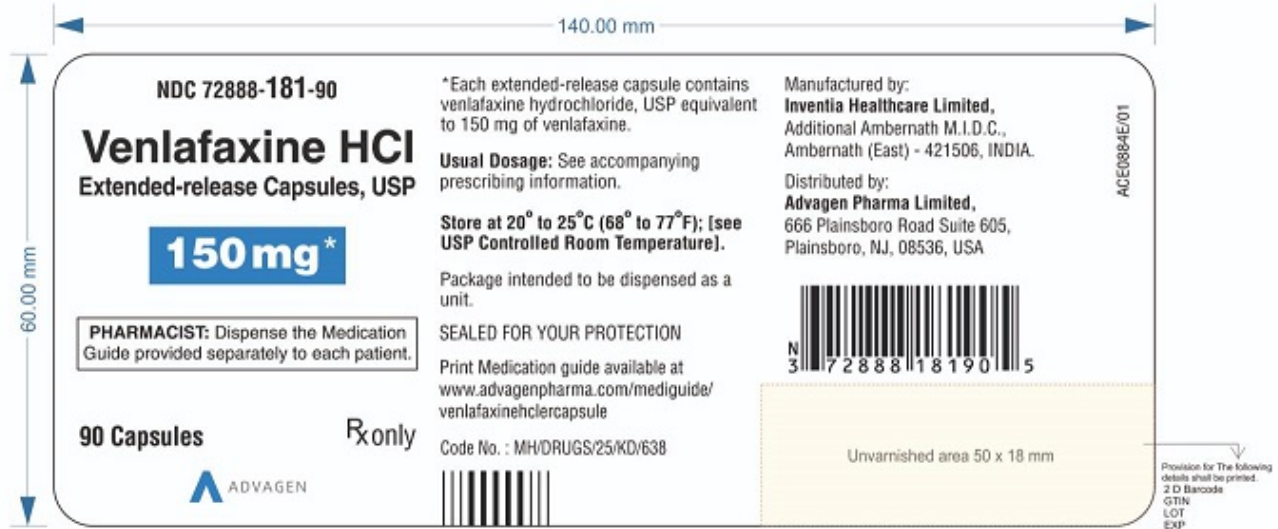 140.00 mm
60.00 mm
NDC 72888-181-90
Venlafaxine HCl
Extended-release Capsules, USP
150 mg*
PHARMACIST: Dispense the Medication
Guide provided separately to each patient.
90 Capsules
Rx only
ADVAGEN
*Each extended-release capsule contains
venlafaxine hydrochloride, USP equivalent
to 150 mg of venlafaxine.
Usual Dosage: See accompanying
prescribing information.
Store at 20° to 25°C (68° to 77°F); [see
USP Controlled Room Temperature].
Package intended to be dispensed as a
unit.
SEALED FOR YOUR PROTECTION
Print Medication guide available at
www.advagenpharma.com/mediguide/
venlafaxinehclercapsule
Code No. : MH/DRUGS/25/KD/638
Manufactured by:
Inventia Healthcare Limited,
Additional Ambernath M.I.D.C.,
Ambernath (East) - 421506, INDIA.
Distributed by:
Advagen Pharma Limited,
666 Plainsboro Road Suite 605,
Plainsboro, NJ, 08536, USA
ACE0884E/01
N
3 72888 18190 5
Unvarnished area 50 x 18 mm
Provision for The following
details shall be printed.
2 D Barcode
GTIN
LOT
EXP